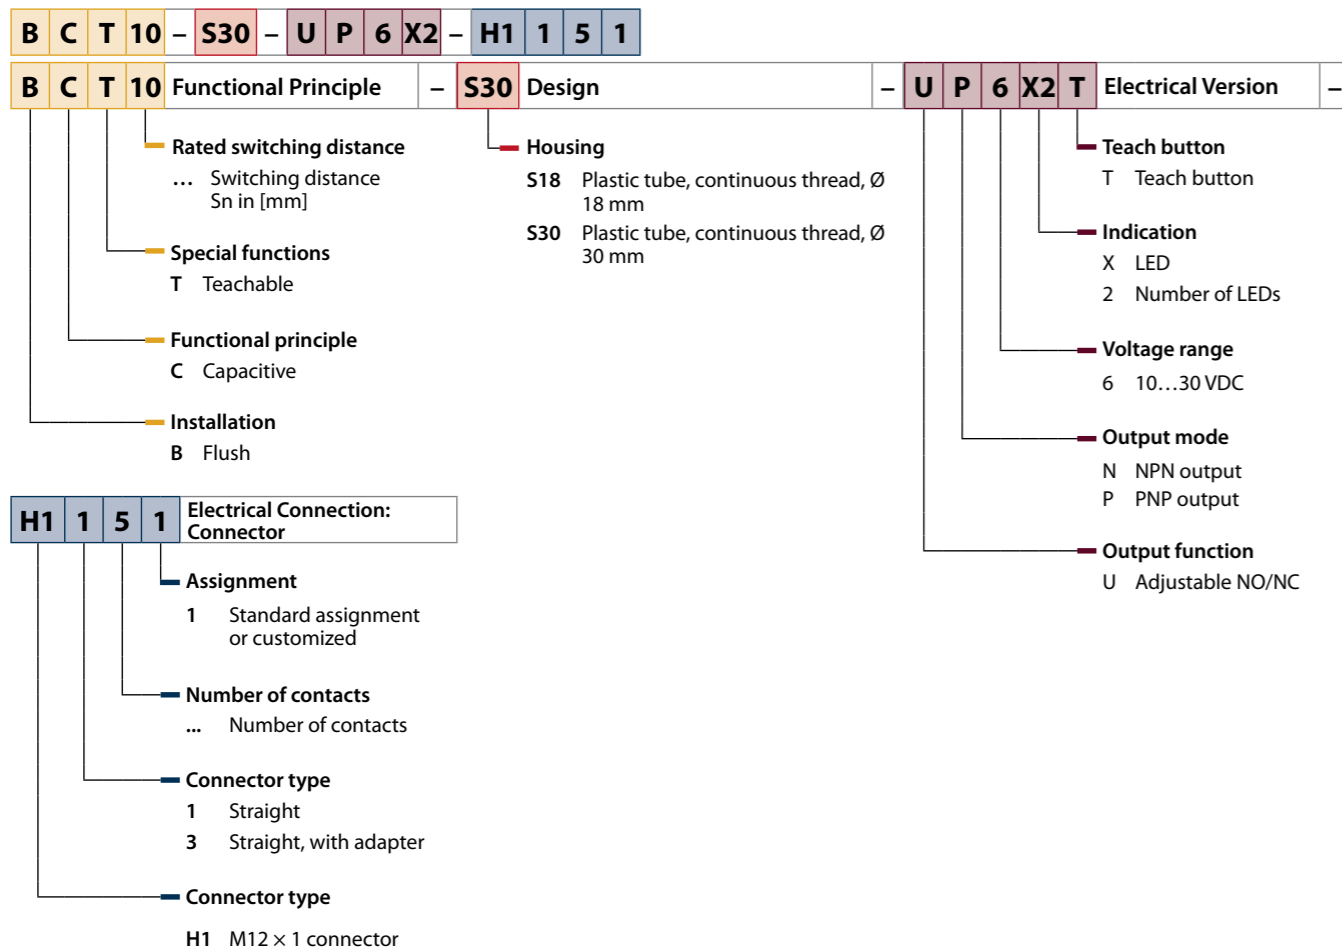 B C T 10 – S30 – U P 6 X2 – H1 1 5 1
B C T 10 Functional Principle – S30 Design – U P 6 X2 T Electrical Version –
Rated switching distance
… Switching distance
Sn in [mm]
Special functions
T Teachable
Functional principle
C Capacitive
Installation
B Flush
Housing
S18 Plastic tube, continuous thread, Ø
18 mm
S30 Plastic tube, continuous thread, Ø
30 mm
Teach button
T Teach button
Indication
X LED
2 Number of LEDs
Voltage range
6 10…30 VDC
Output mode
N NPN output
P PNP output
Output function
U Adjustable NO/NC
H1 1 5 1 Electrical Connection:
Connector
Assignment
1 Standard assignment
or customized
Number of contacts
... Number of contacts
Connector type
1 Straight
3 Straight, with adapter
Connector type
H1 M12 × 1 connector